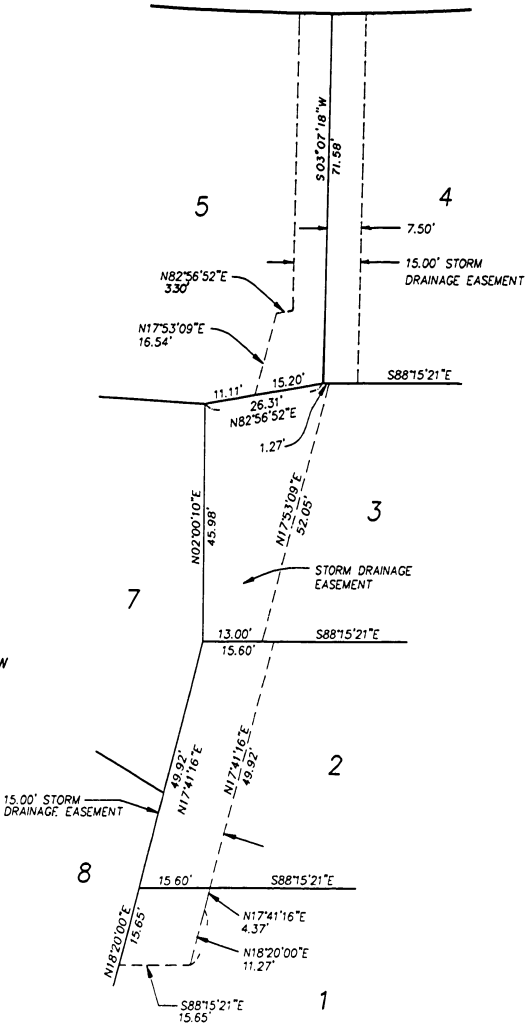 S03°07'18"W
71.58'
5
4
7.50'
15.00' STORM
DRAINAGE EASEMENT
N82°56'52"E
3.30'
N17°53'09"E
16.54'
11.11'
15.20'
S88°15'21"E
26.31'
N82°56'52"E
1.27'
N02°00'10"E
45.98'
N17°53'09"E
52.05'
3
STORM DRAINAGE
EASEMENT
7
13.00'
S88°15'21"E
15.60'
W
49.92'
N17°41'16"E
N17°41'16"E
49.92'
2
15.00' STORM
DRAINAGE EASEMENT
8
15.60'
S88°15'21"E
N18°20'00"E
15.65'
N17°41'16"E
4.37'
N18°20'00"E
11.27'
S88°15'21"E
15.65'
1